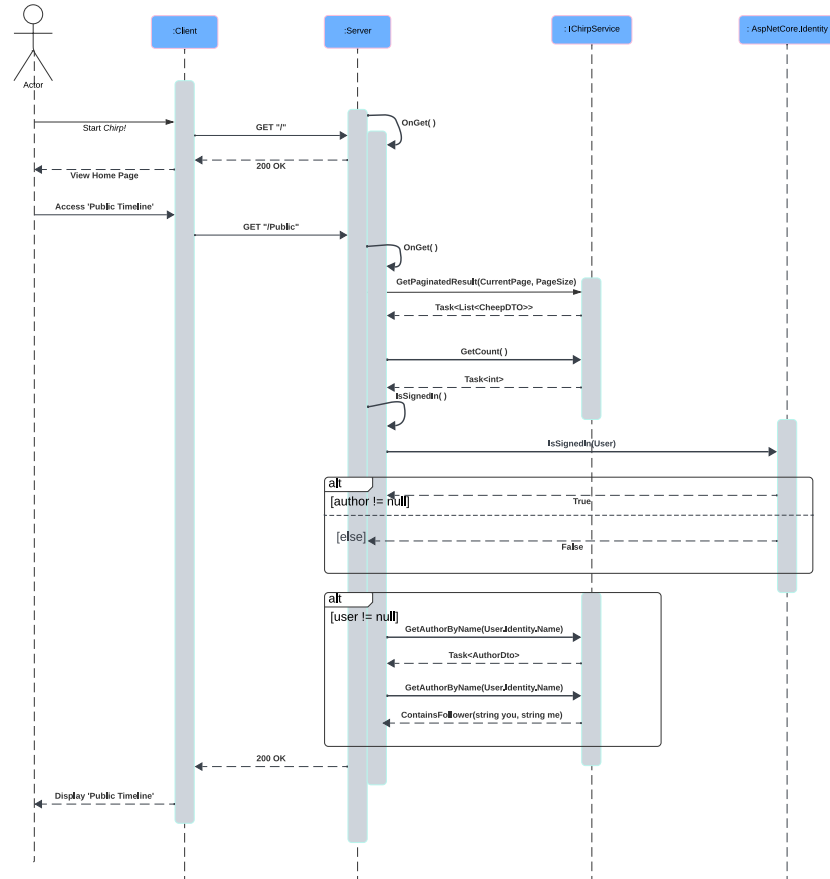 :Client
:Server
: IChirpService
: AspNetCore.Identity
Actor
OnGet( )
Start Chirp!
GET "/"
200 OK
View Home Page
Access 'Public Timeline'
GET "/Public"
OnGet( )
GetPaginatedResult(CurrentPage, PageSize)
Task<List<CheepDTO>>
GetCount( )
Task<int>
IsSignedIn( )
IsSignedIn(User)
alt
[author != null]
True
[else]
False
alt
[user != null]
GetAuthorByName(User.Identity.Name)
Task<AuthorDto>
GetAuthorByName(User.Identity.Name)
ContainsFollower(string you, string me)
200 OK
Display 'Public Timeline'